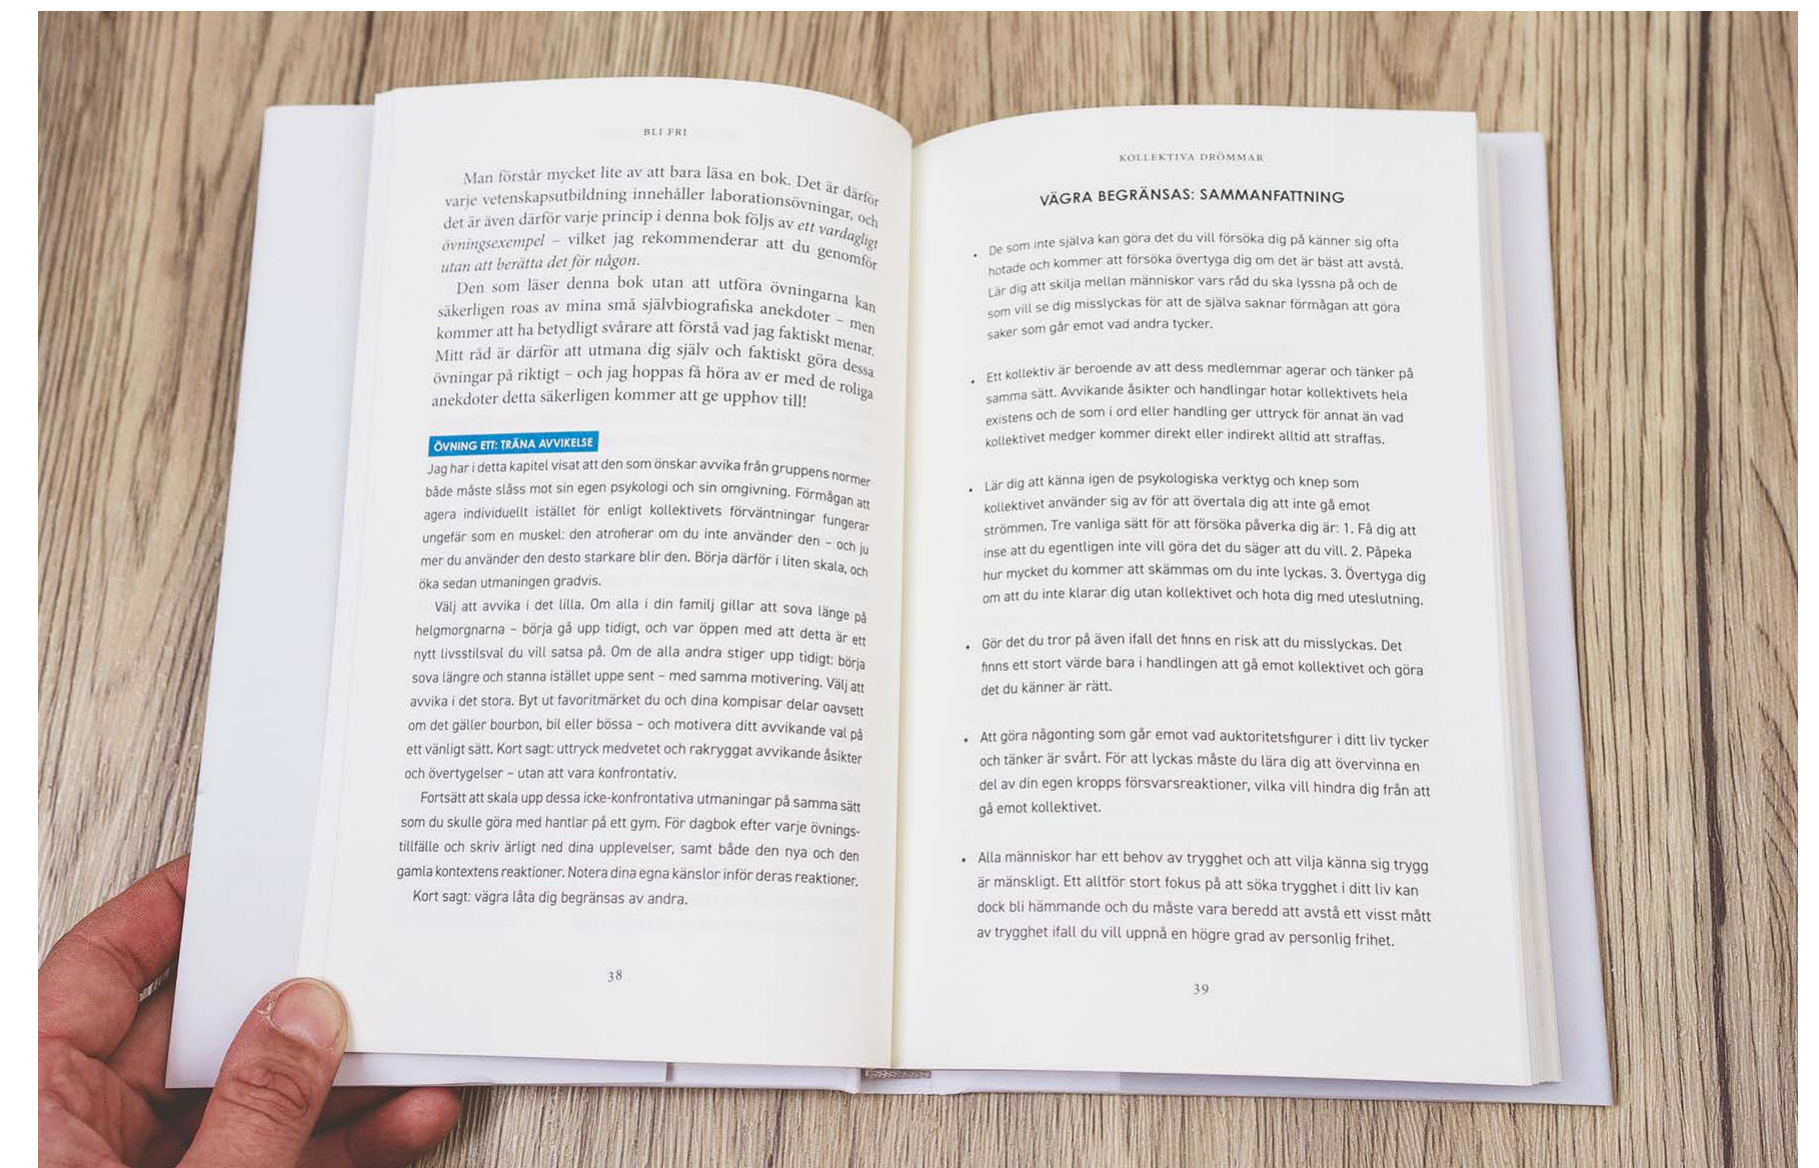 BLI FRI
Man förstår mycket lite av att bara läsa en bok. Det är därför
varje vetenskapsutbildning innehåller laborationsövningar, och
det är även därför varje princip i denna bok följs av ett vardagligt
övningsexempel – vilket jag rekommenderar att du genomför
utan att berätta det för någon.
Den som läser denna bok utan att utföra övningarna kan
säkerligen roas av mina små självbiografiska anekdoter – men
kommer att ha betydligt svårare att förstå vad jag faktiskt menar.
Mitt råd är därför att utmana dig själv och faktiskt göra dessa
övningar på riktigt – och jag hoppas få höra av er med de roliga
anekdoter detta säkerligen kommer att ge upphov till!
ÖVNING ETT: TRÄNA AVVIKELSE
Jag har i detta kapitel visat att den som önskar avvika från gruppens normer
både måste slåss mot sin egen psykologi och sin omgivning. Förmågan att
agera individuellt istället för enligt kollektivets förväntningar fungerar
ungefär som en muskel: den atrofierar om du inte använder den – och ju
mer du använder den desto starkare blir den. Börja därför i liten skala, och
öka sedan utmaningen gradvis.
Välj att avvika i det lilla. Om alla i din familj gillar att sova länge på
helgmorgnarna – börja gå upp tidigt, och var öppen med att detta är ett
nytt livsstilsval du vill satsa på. Om de alla andra stiger upp tidigt: börja
sova längre och stanna istället uppe sent – med samma motivering. Välj att
avvika i det stora. Byt ut favoritmärket du och dina kompisar delar oavsett
om det gäller bourbon, bil eller bössa – och motivera ditt avvikande val på
ett vänligt sätt. Kort sagt: uttryck medvetet och rakryggat avvikande åsikter
och övertygelser – utan att vara konfrontativ.
Fortsätt att skala upp dessa icke-konfrontativa utmaningar på samma sätt
som du skulle göra med hantlar på ett gym. För dagbok efter varje övnings-
tillfälle och skriv ärligt ned dina upplevelser, samt både den nya och den
gamla kontextens reaktioner. Notera dina egna känslor inför deras reaktioner.
Kort sagt: vägra låta dig begränsas av andra.
38
KOLLEKTIVA DRÖMMAR
VÄGRA BEGRÄNSAS: SAMMANFATTNING
• De som inte själva kan göra det du vill försöka dig på känner sig ofta
hotade och kommer att försöka övertyga dig om det är bäst att avstå.
Lär dig att skilja mellan människor vars råd du ska lyssna på och de
som vill se dig misslyckas för att de själva saknar förmågan att göra
saker som går emot vad andra tycker.
• Ett kollektiv är beroende av att dess medlemmar agerar och tänker på
samma sätt. Avvikande åsikter och handlingar hotar kollektivets hela
existens och de som i ord eller handling ger uttryck för annat än vad
kollektivet medger kommer direkt eller indirekt alltid att straffas.
• Lär dig att känna igen de psykologiska verktyg och knep som
kollektivet använder sig av för att övertala dig att inte gå emot
strömmen. Tre vanliga sätt för att försöka påverka dig är: 1. Få dig att
inse att du egentligen inte vill göra det du säger att du vill. 2. Påpeka
hur mycket du kommer att skämmas om du inte lyckas. 3. Övertyga dig
om att du inte klarar dig utan kollektivet och hota dig med uteslutning.
• Gör det du tror på även ifall det finns en risk att du misslyckas. Det
finns ett stort värde bara i handlingen att gå emot kollektivet och göra
det du känner är rätt.
• Att göra någonting som går emot vad auktoritetsfigurer i ditt liv tycker
och tänker är svårt. För att lyckas måste du lära dig att övervinna en
del av din egen kropps försvarsreaktioner, vilka vill hindra dig från att
gå emot kollektivet.
• Alla människor har ett behov av trygghet och att vilja känna sig trygg
är mänskligt. Ett alltför stort fokus på att söka trygghet i ditt liv kan
dock bli hämmande och du måste vara beredd att avstå ett visst mått
av trygghet ifall du vill uppnå en högre grad av personlig frihet.
39